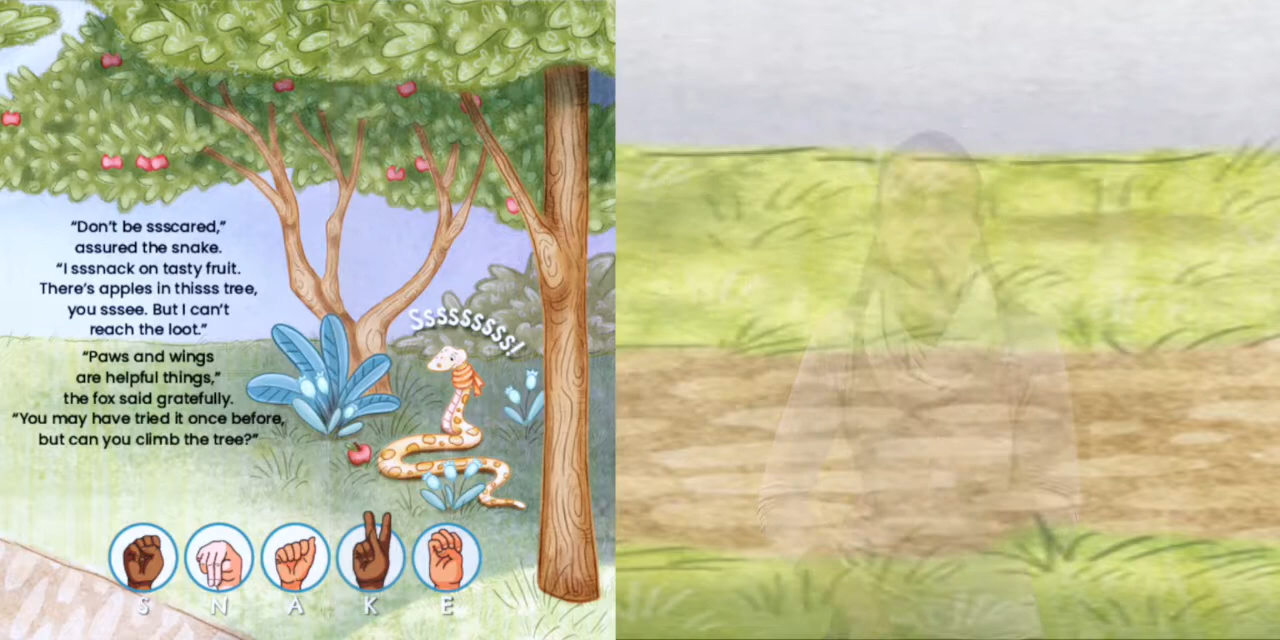 “Don’t be ssscared,”
assured the snake.
“I sssnack on tasty fruit.
There’s apples in thisss tree,
you sssee. But I can’t
reach the loot.”
“Paws and wings
are helpful things,”
the fox said gratefully.
“You may have tried it once before,
but can you climb the tree?”
Sssssssss!
S N A K E